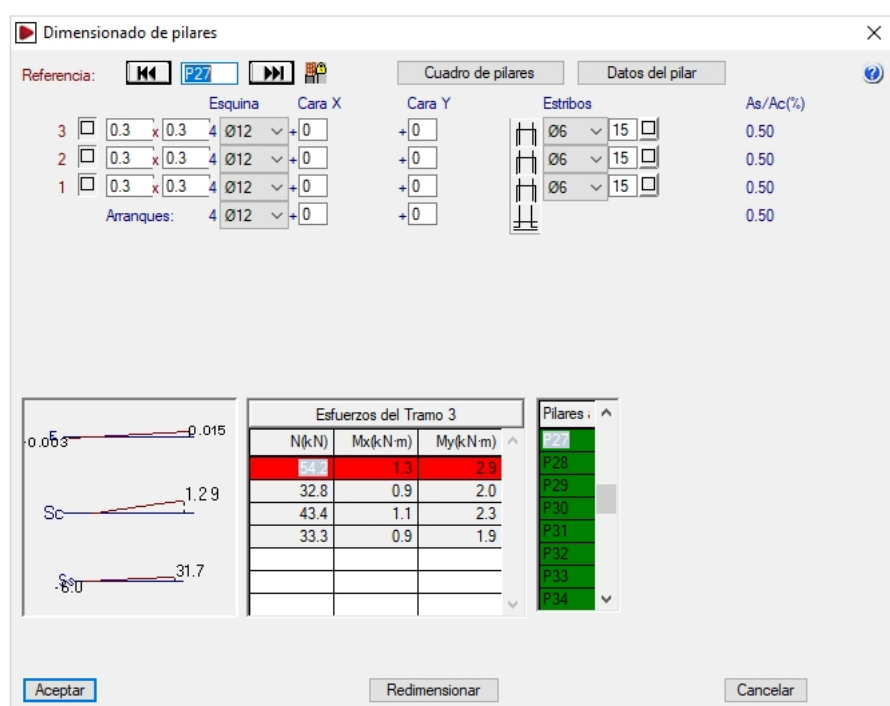 Dimensionado de pilares
Referencia: P27 Cuadro de pilares Datos del pilar
Esquina Cara X Cara Y Estribos As/Ac(%)
3 0.3 x 0.3 4 Ø12 + 0 + 0 Ø6 15 0.50
2 0.3 x 0.3 4 Ø12 + 0 + 0 Ø6 15 0.50
1 0.3 x 0.3 4 Ø12 + 0 + 0 Ø6 15 0.50
Arranques: 4 Ø12 + 0 + 0 0.50
-0.003 0.015
Sc 1.29
-6.0 31.7
Esfuerzos del Tramo 3
N(kN) Mx(kN·m) My(kN·m)
54.2 1.3 2.9
32.8 0.9 2.0
43.4 1.1 2.3
33.3 0.9 1.9
Pilares
P27
P28
P29
P30
P31
P32
P33
P34
Aceptar Redimensionar Cancelar